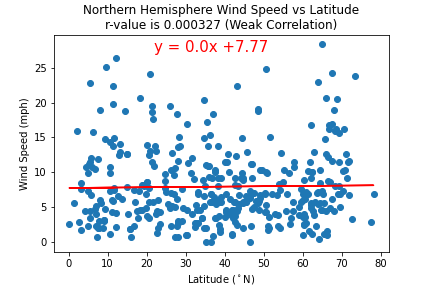 Northern Hemisphere Wind Speed vs Latitude
r-value is 0.000327 (Weak Correlation)
y = 0.0x +7.77
25
20
15
10
5
0
Wind Speed (mph)
0 10 20 30 40 50 60 70 80
Latitude (°N)